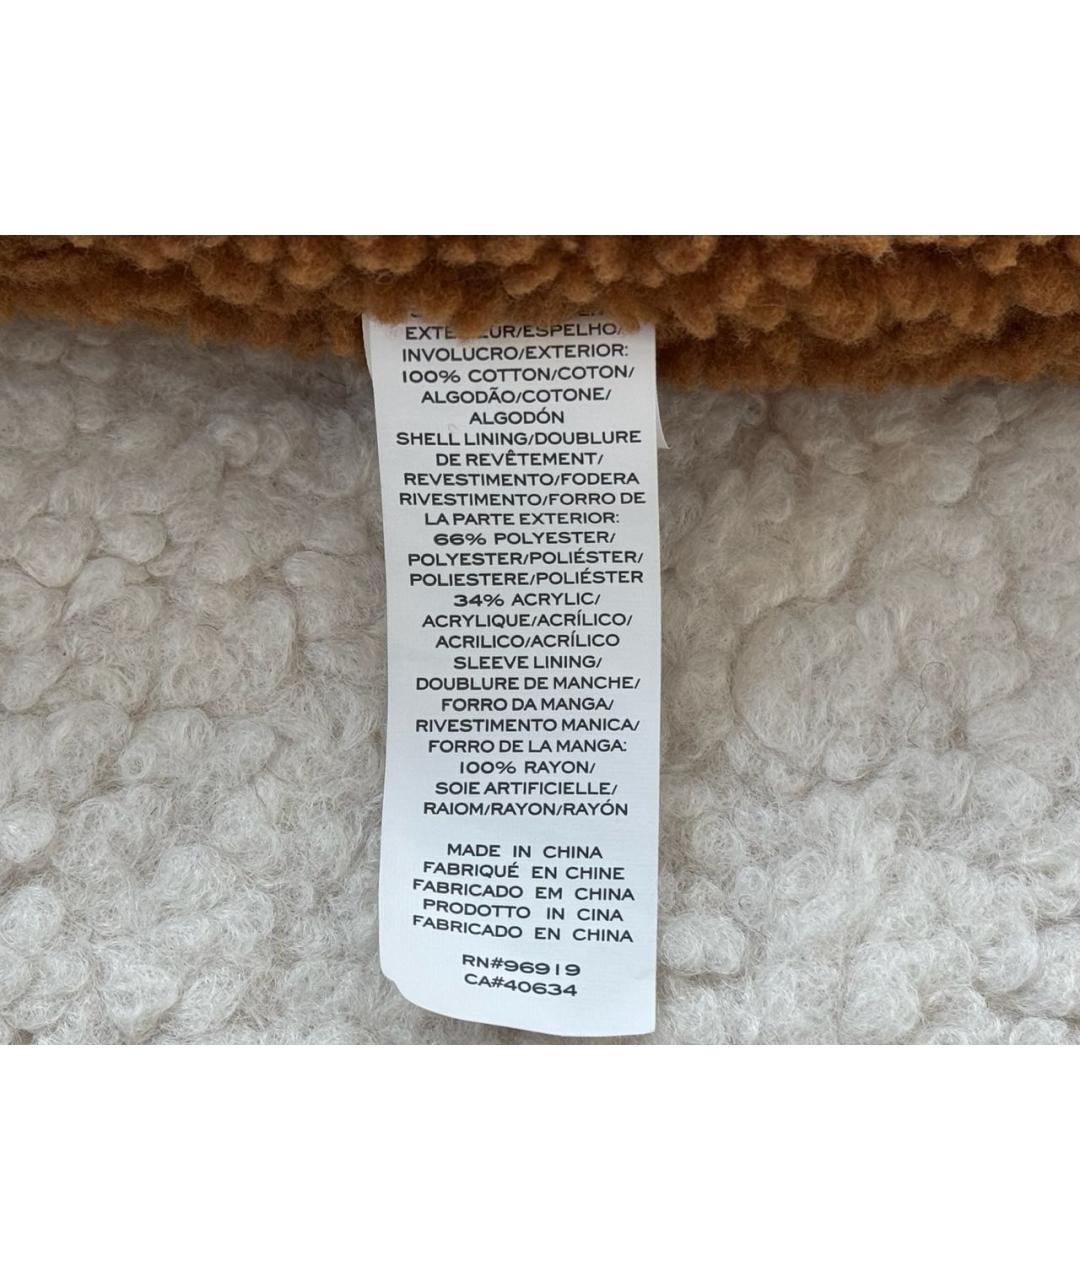 INVOLUCRO/EXTERIOR:
100% COTTON/COTON/
ALGODÃO/COTONE/
ALGODÓN
SHELL LINING/DOUBLURE
DE REVÊTEMENT/
REVESTIMENTO/FODERA
RIVESTIMENTO/FORRO DE
LA PARTE EXTERIOR:
66% POLYESTER/
POLYESTER/POLIÉSTER/
POLIESTERE/POLIÉSTER
34% ACRYLIC/
ACRYLIQUE/ACRÍLICO/
ACRILICO/ACRÍLICO
SLEEVE LINING/
DOUBLURE DE MANCHE/
FORRO DA MANGA/
RIVESTIMENTO MANICA/
FORRO DE LA MANGA:
100% RAYON/
SOIE ARTIFICIELLE/
RAIOM/RAYON/RAYÓN
MADE IN CHINA
FABRIQUÉ EN CHINE
FABRICADO EM CHINA
PRODOTTO IN CINA
FABRICADO EN CHINA
RN#96919
CA#40634